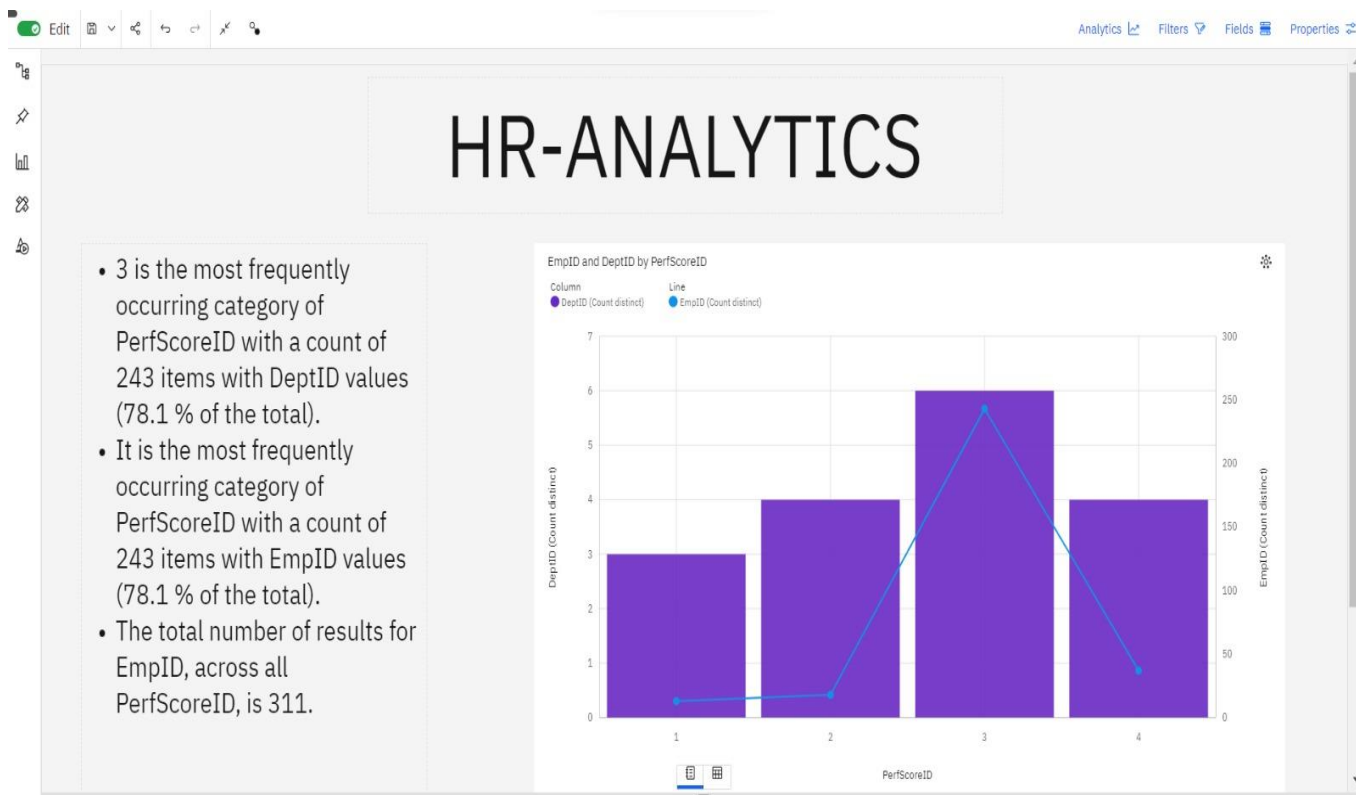 Edit
Analytics
Filters
Fields
Properties
HR-ANALYTICS
• 3 is the most frequently
occurring category of
PerfScoreID with a count of
243 items with DeptID values
(78.1 % of the total).
• It is the most frequently
occurring category of
PerfScoreID with a count of
243 items with EmpID values
(78.1 % of the total).
• The total number of results for
EmpID, across all
PerfScoreID, is 311.
EmpID and DeptID by PerfScoreID
Column
Line
DeptID (Count distinct)
EmpID (Count distinct)
7
6
5
4
3
2
1
0
DeptID (Count distinct)
300
250
200
150
100
50
0
EmpID (Count distinct)
1
2
3
4
PerfScoreID